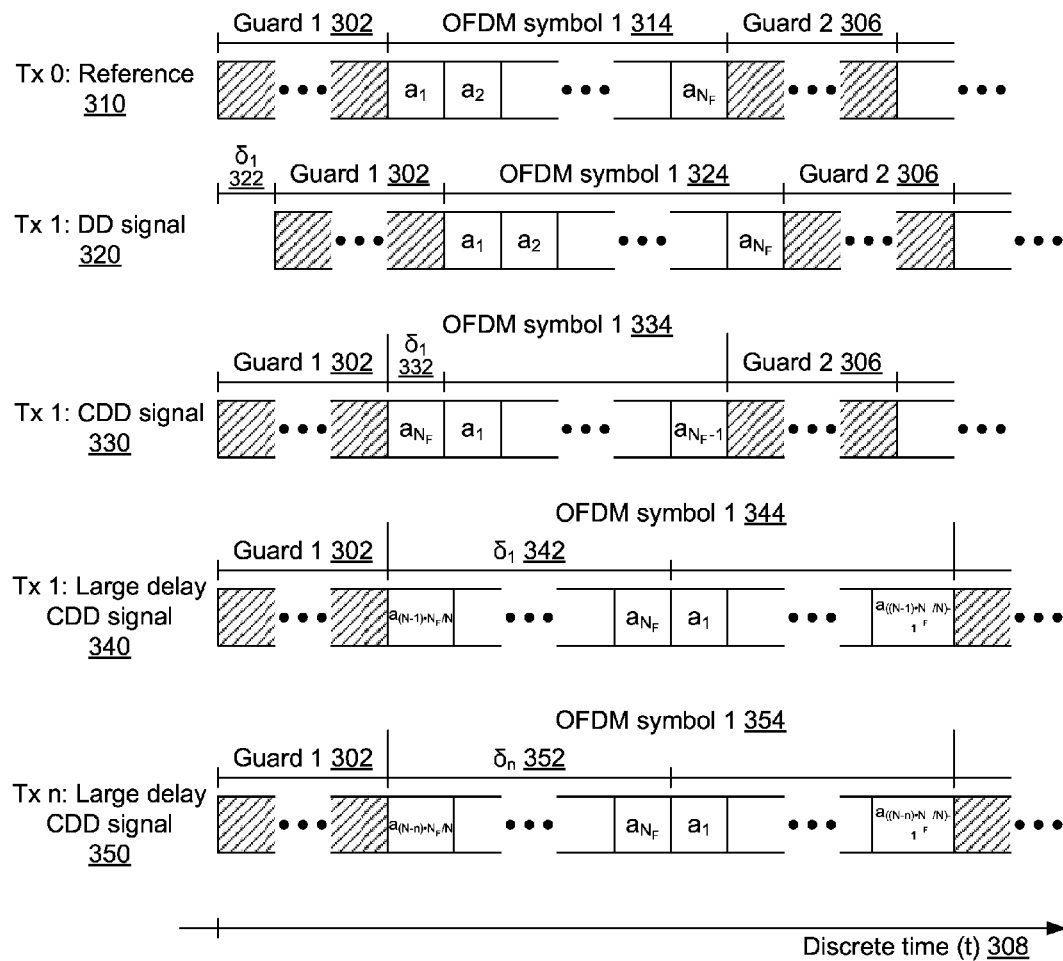 Guard 1 302 OFDM symbol 1 314 Guard 2 306
Tx 0: Reference
310
a1 a2 aNF
δ1
322
Guard 1 302 OFDM symbol 1 324 Guard 2 306
Tx 1: DD signal
320
a1 a2 aNF
OFDM symbol 1 334
Guard 1 302 δ1 332 Guard 2 306
Tx 1: CDD signal
330
aNF a1 aNF-1
OFDM symbol 1 344
Guard 1 302 δ1 342
Tx 1: Large delay
CDD signal
340
a(N-1)•NF/N aNF a1 a((N-1)•NF/N)-1
OFDM symbol 1 354
Guard 1 302 δn 352
Tx n: Large delay
CDD signal
350
a(N-n)•NF/N aNF a1 a((N-n)•NF/N)-1
Discrete time (t) 308